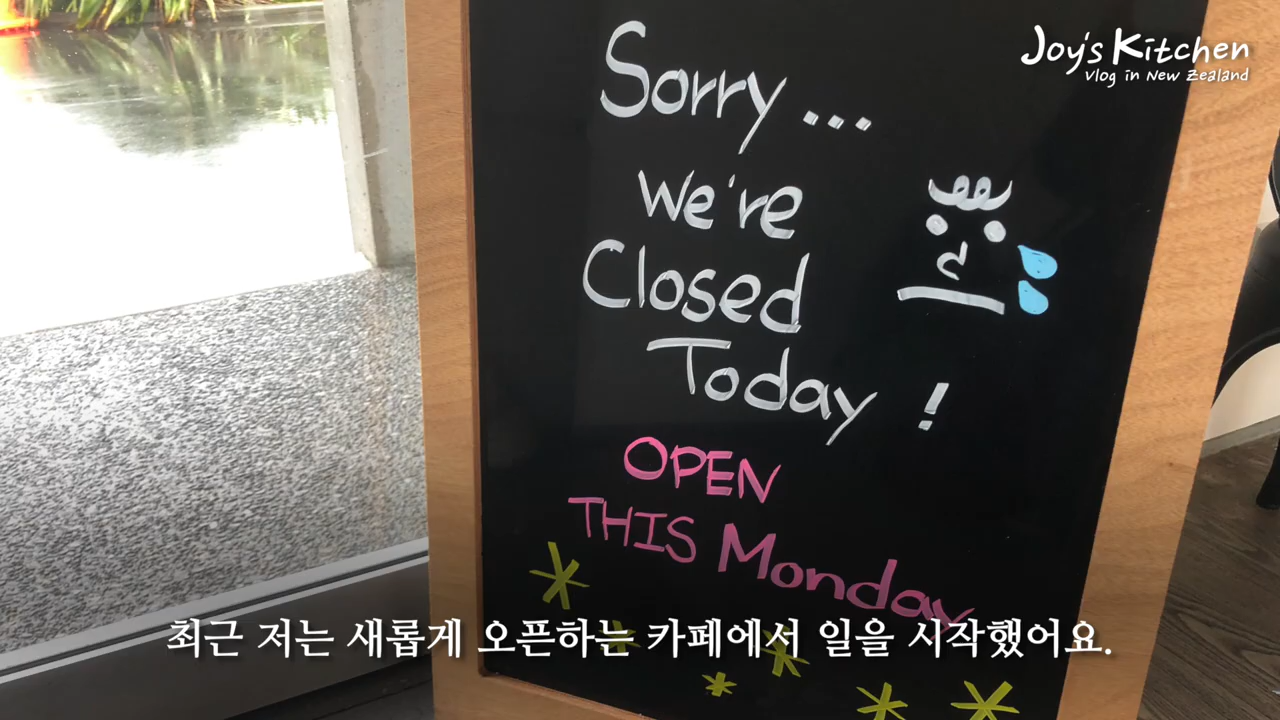 Joy's Kitchen
Vlog in New Zealand
Sorry ...
We're
Closed
Today !
OPEN
THIS Monday
최근 저는 새롭게 오픈하는 카페에서 일을 시작했어요.